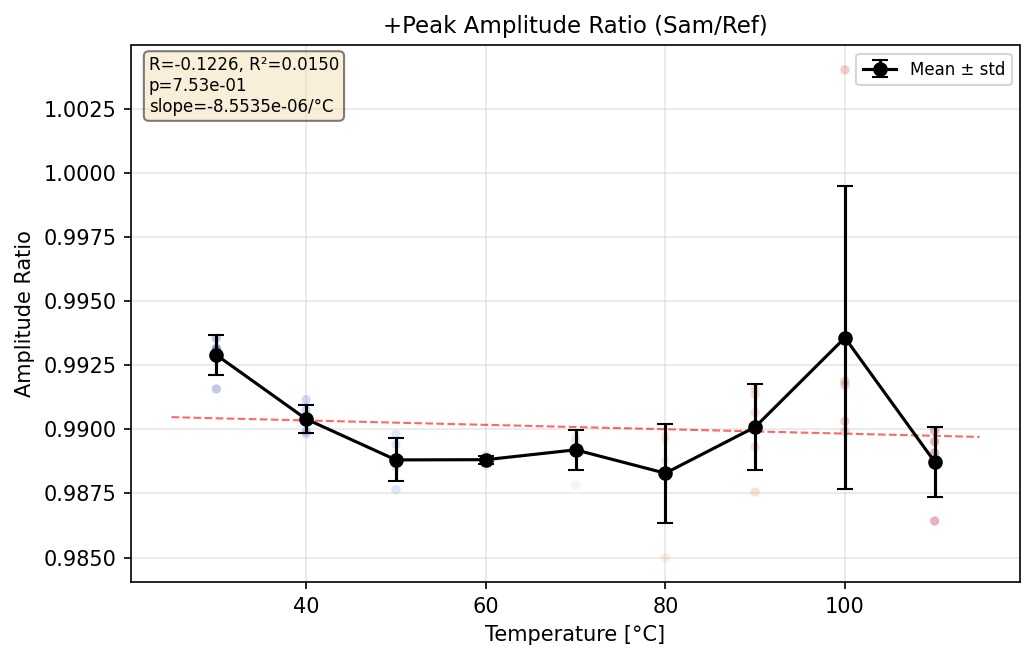 +Peak Amplitude Ratio (Sam/Ref)
R=-0.1226, R²=0.0150
p=7.53e-01
slope=-8.5535e-06/°C
Mean ± std
1.0025
1.0000
0.9975
0.9950
0.9925
0.9900
0.9875
0.9850
Amplitude Ratio
40
60
80
100
Temperature [°C]